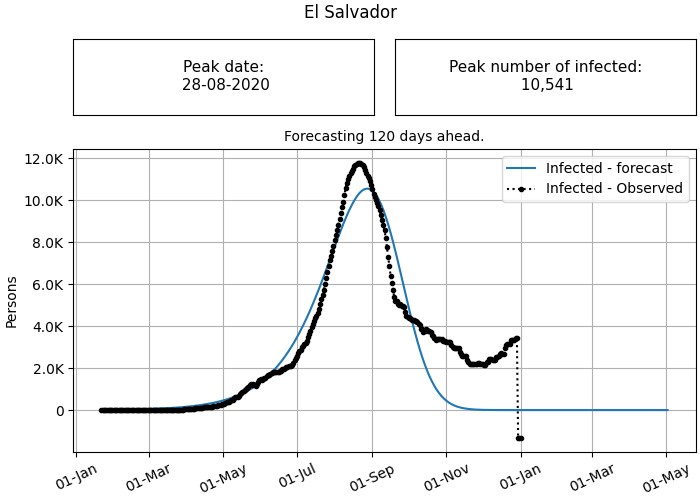 El Salvador
Peak date:
28-08-2020
Peak number of infected:
10,541
Forecasting 120 days ahead.
Infected - forecast
Infected - Observed
Persons
12.0K
10.0K
8.0K
6.0K
4.0K
2.0K
0
01-Jan
01-Mar
01-May
01-Jul
01-Sep
01-Nov
01-Jan
01-Mar
01-May